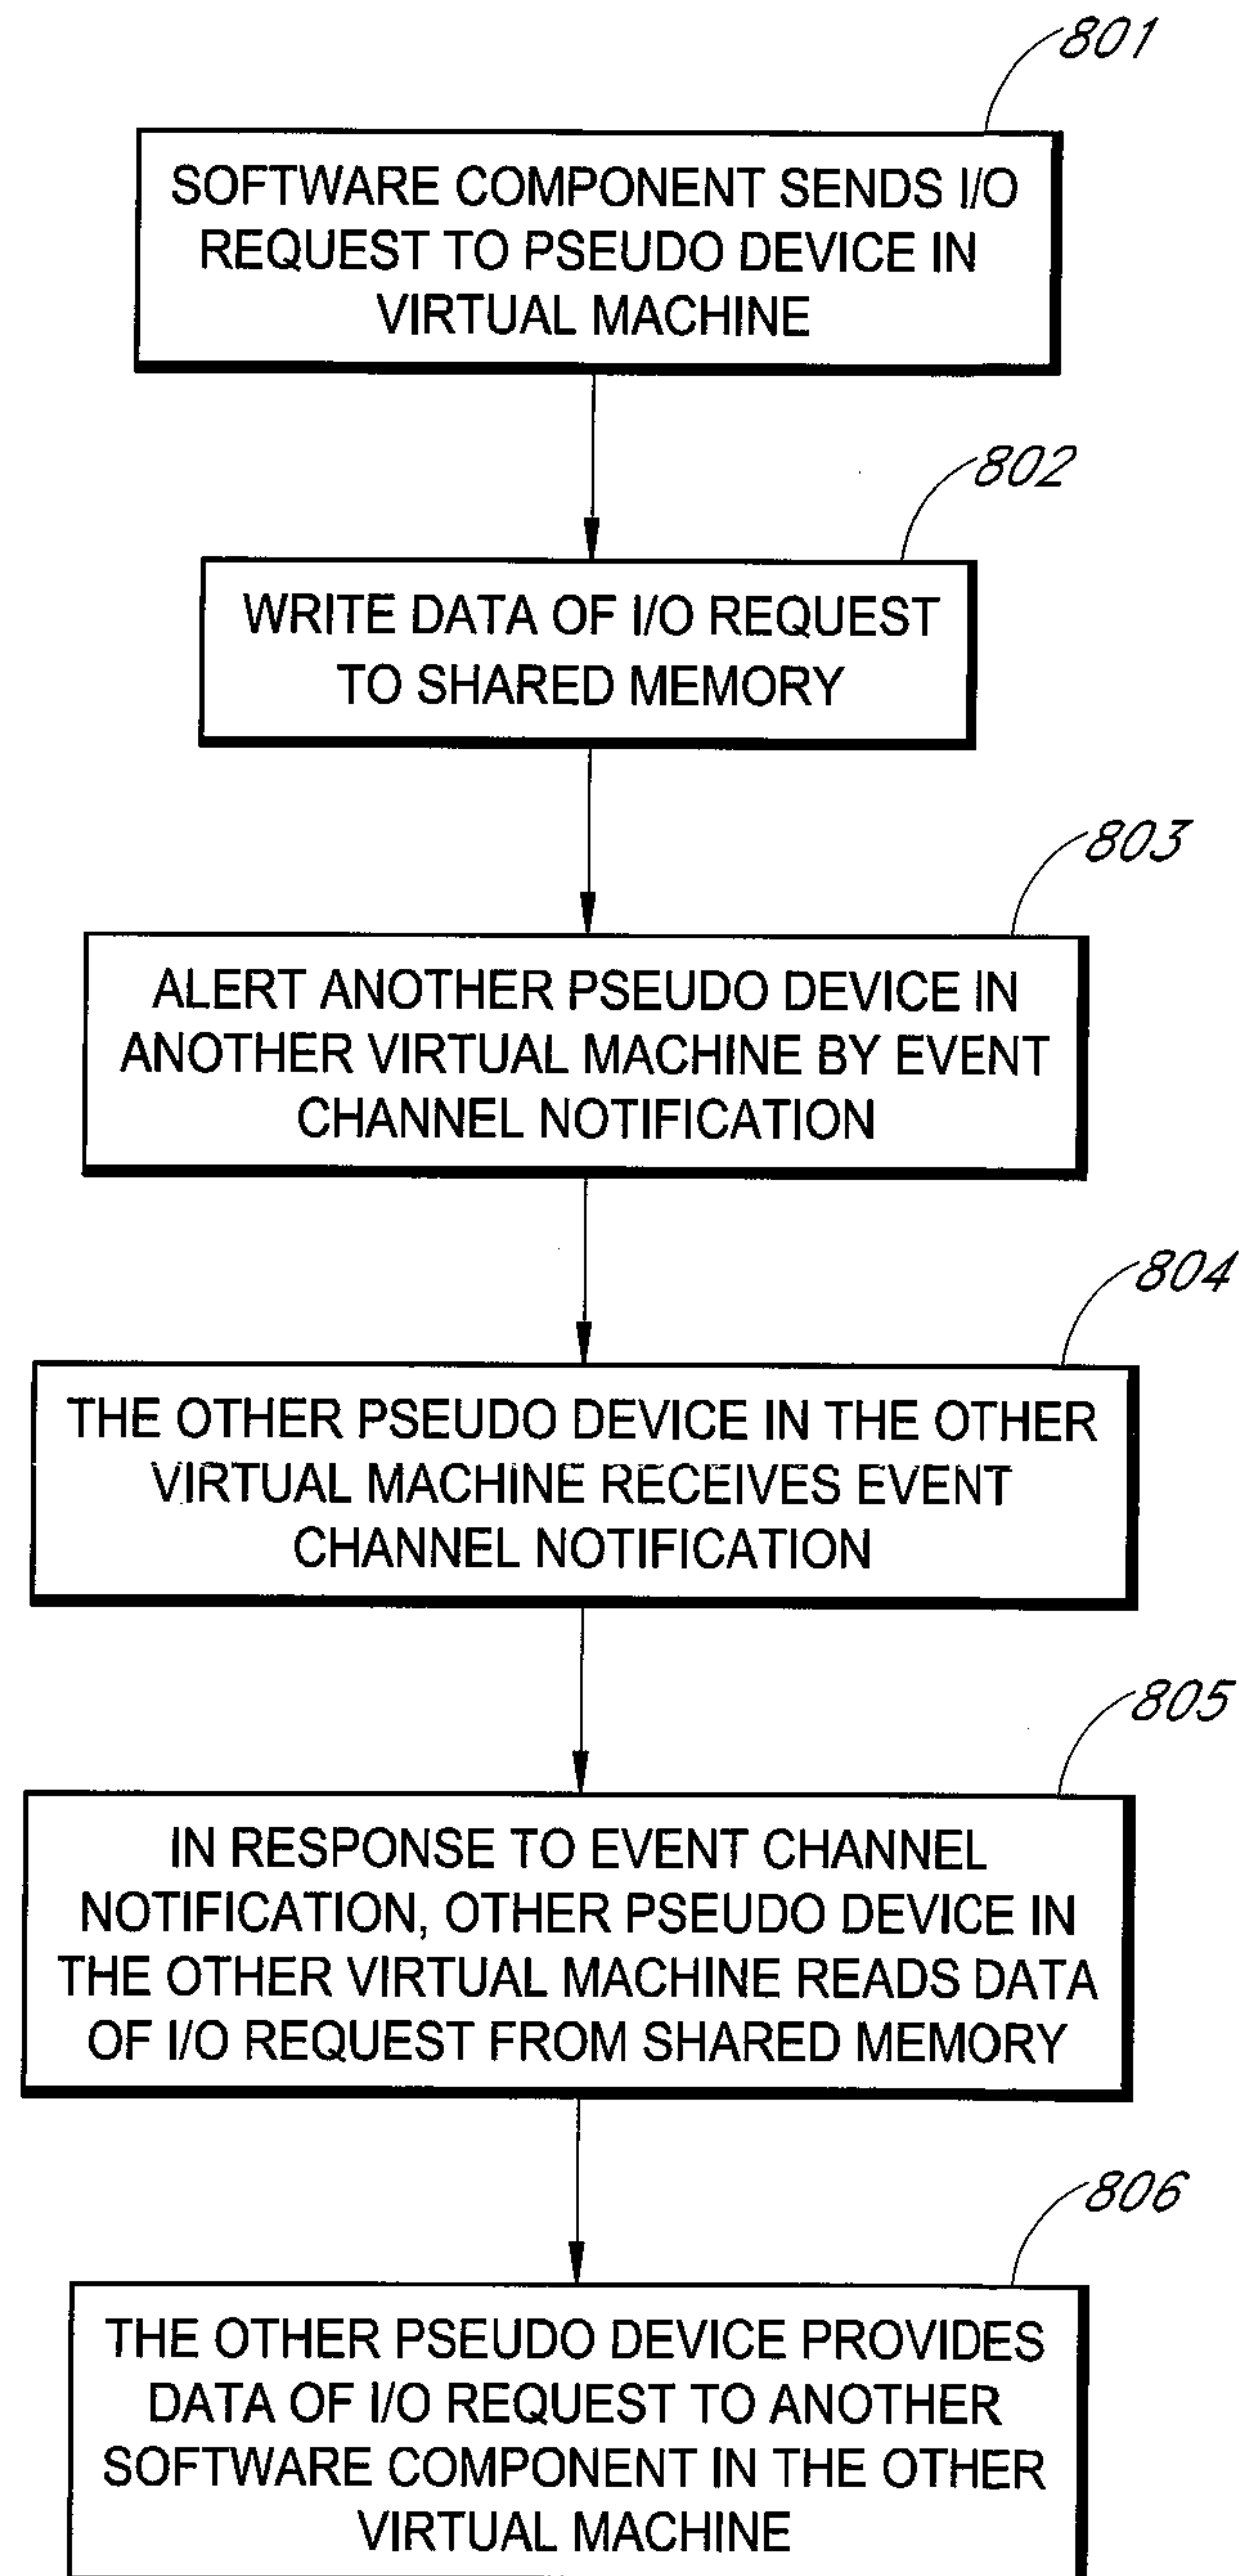 801
SOFTWARE COMPONENT SENDS I/O
REQUEST TO PSEUDO DEVICE IN
VIRTUAL MACHINE
802
WRITE DATA OF I/O REQUEST
TO SHARED MEMORY
803
ALERT ANOTHER PSEUDO DEVICE IN
ANOTHER VIRTUAL MACHINE BY EVENT
CHANNEL NOTIFICATION
804
THE OTHER PSEUDO DEVICE IN THE OTHER
VIRTUAL MACHINE RECEIVES EVENT
CHANNEL NOTIFICATION
805
IN RESPONSE TO EVENT CHANNEL
NOTIFICATION, OTHER PSEUDO DEVICE IN
THE OTHER VIRTUAL MACHINE READS DATA
OF I/O REQUEST FROM SHARED MEMORY
806
THE OTHER PSEUDO DEVICE PROVIDES
DATA OF I/O REQUEST TO ANOTHER
SOFTWARE COMPONENT IN THE OTHER
VIRTUAL MACHINE